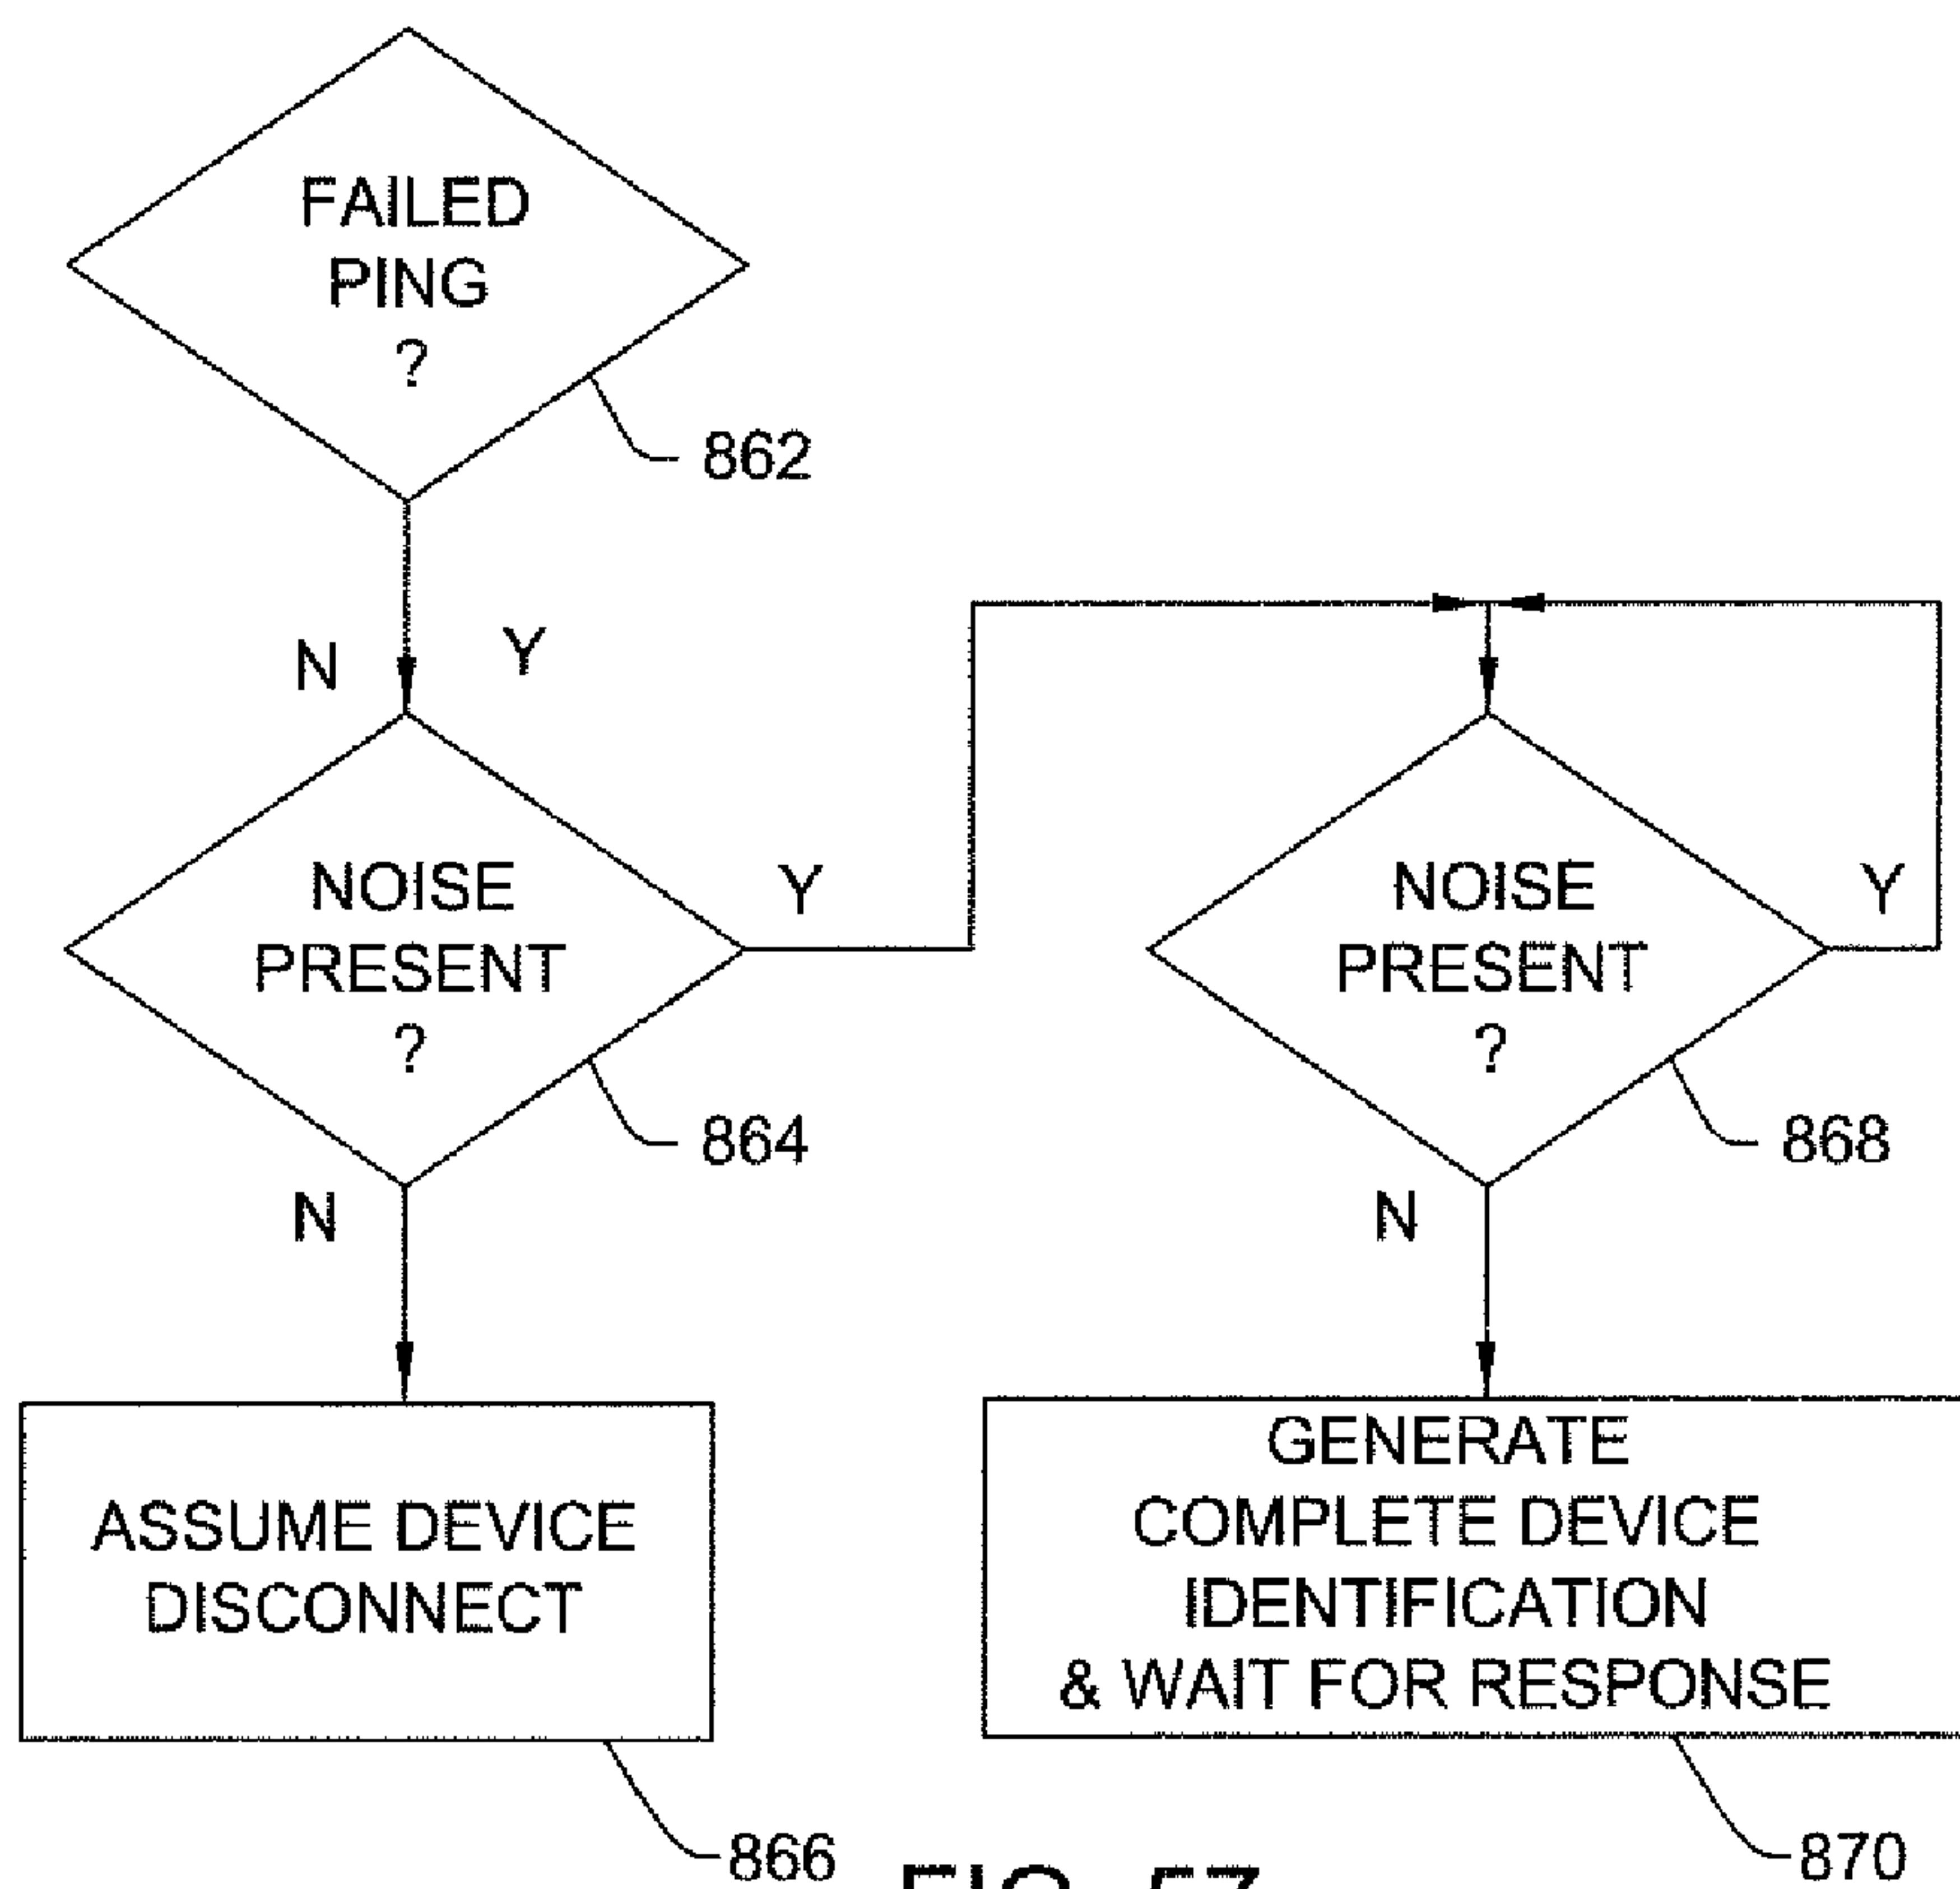 FAILED
PING
?
862
N
Y
NOISE
PRESENT
?
Y
864
N
ASSUME DEVICE
DISCONNECT
866
NOISE
PRESENT
?
Y
868
N
GENERATE
COMPLETE DEVICE
IDENTIFICATION
& WAIT FOR RESPONSE
870